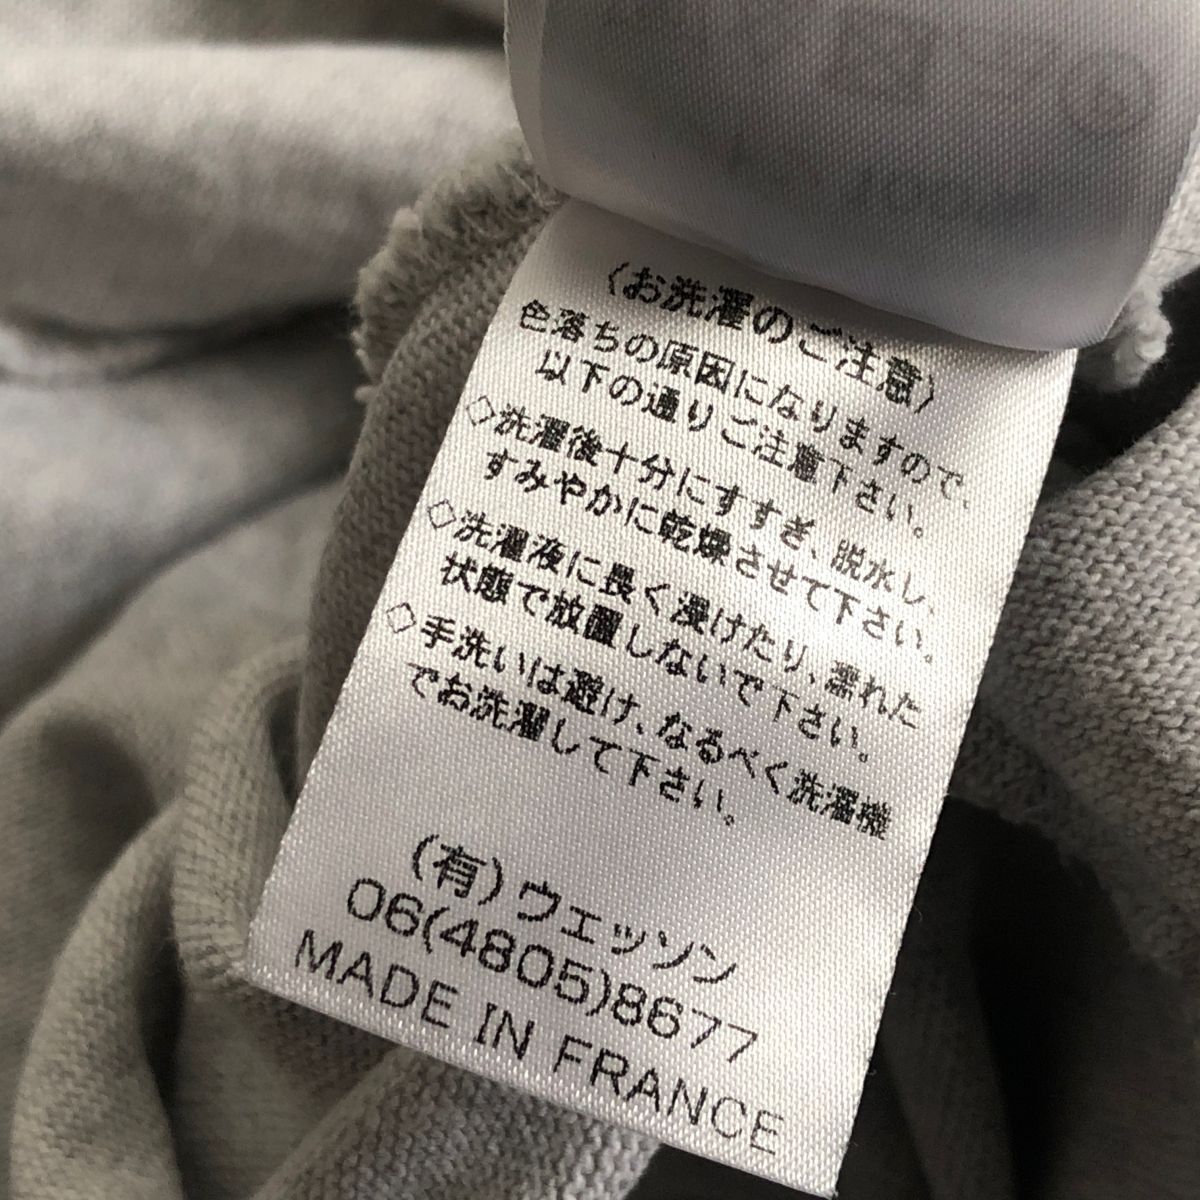 〈お洗濯のご注意〉
色落ちの原因になりますので、
以下の通りご注意下さい。
◇洗濯後十分にすすぎ、脱水し、
すみやかに乾燥させて下さい。
◇洗濯液に長く浸けたり、濡れた
状態で放置しないで下さい。
◇手洗いは避け、なるべく洗濯機
でお洗濯して下さい。
(有)ウェッソン
06(4805)8677
MADE IN FRANCE